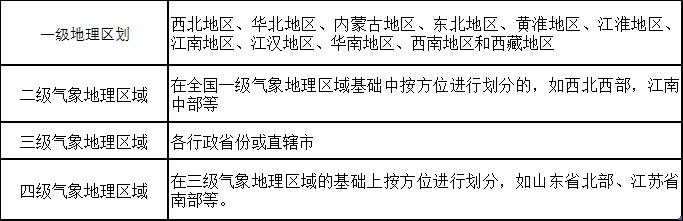 一级地理区划
西北地区、华北地区、内蒙古地区、东北地区、黄淮地区、江淮地区、
江南地区、江汉地区、华南地区、西南地区和西藏地区
二级气象地理区域
在全国一级气象地理区域基础中按方位进行划分的，如西北西部，江南
中部等
三级气象地理区域
各行政省份或直辖市
四级气象地理区域
在三级气象地理区域的基础上按方位进行划分，如山东省北部、江苏省
南部等。